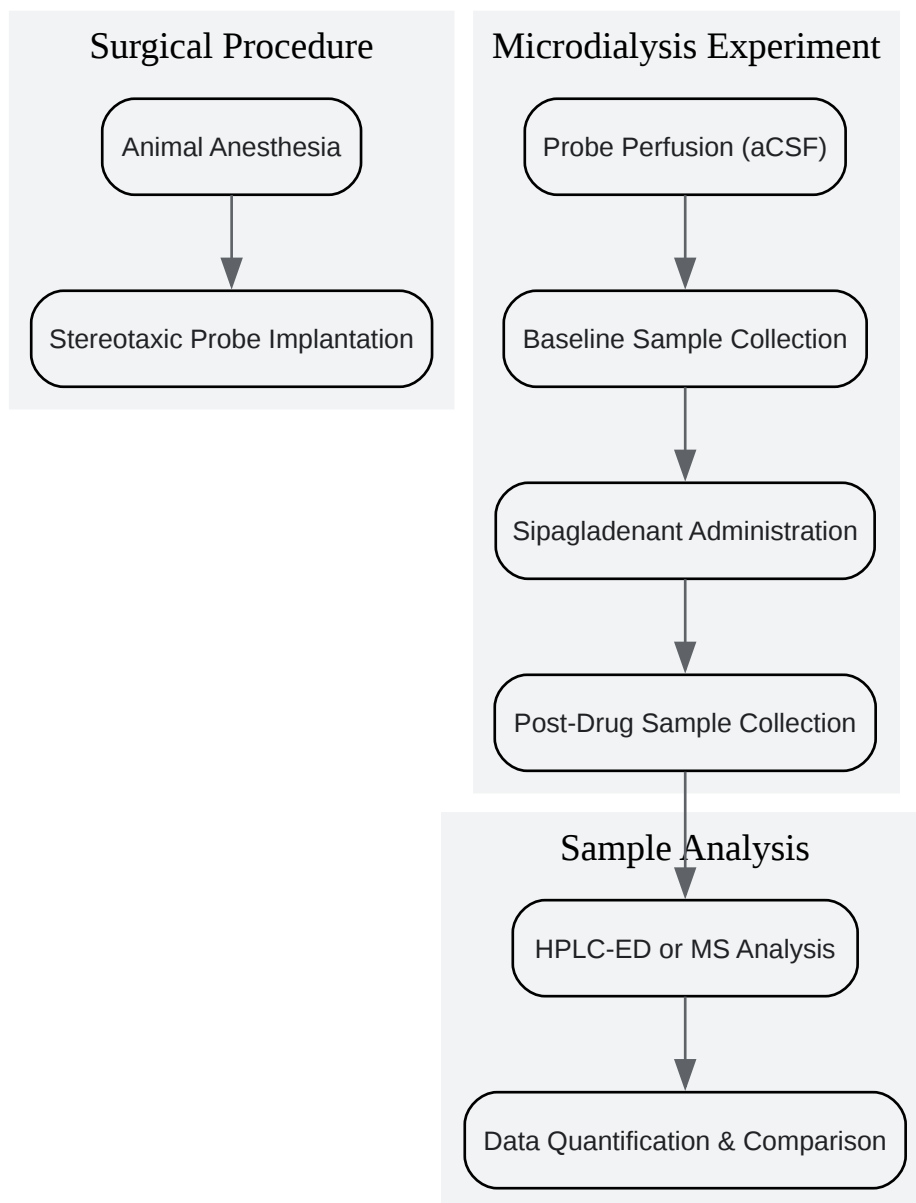 Surgical Procedure
Animal Anesthesia
Stereotaxic Probe Implantation
Microdialysis Experiment
Probe Perfusion (aCSF)
Baseline Sample Collection
Sipagladenant Administration
Post-Drug Sample Collection
Sample Analysis
HPLC-ED or MS Analysis
Data Quantification & Comparison